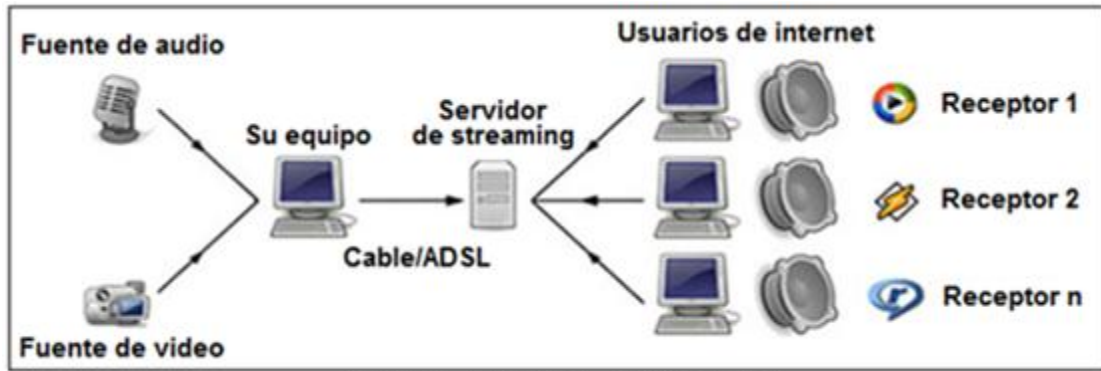 Fuente de audio
Fuente de video
Su equipo
Cable/ADSL
Servidor
de streaming
Usuarios de internet
Receptor 1
Receptor 2
Receptor n